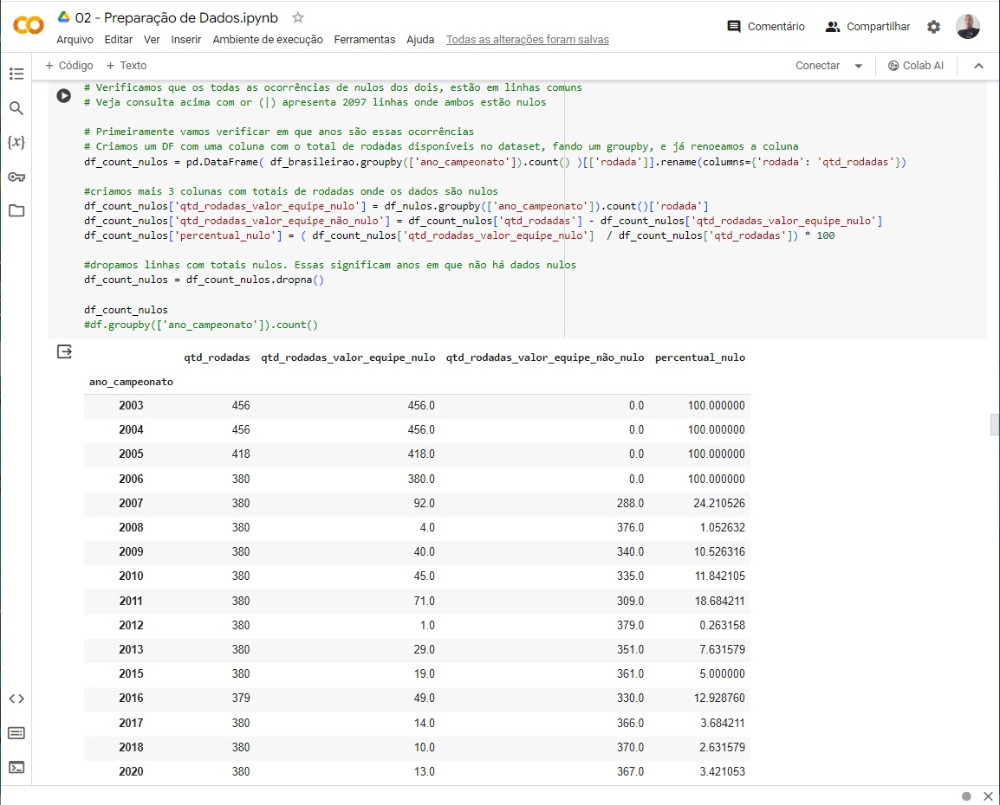 02 - Preparação de Dados.ipynb
Arquivo Editar Ver Inserir Ambiente de execução Ferramentas Ajuda Todas as alterações foram salvas
Comentário Compartilhar
+ Código + Texto
Conectar Colab AI
# Verificamos que os todas as ocorrências de nulos dos dois, estão em linhas comuns
# Veja consulta acima com or (|) apresenta 2097 linhas onde ambos estão nulos
# Primeiramente vamos verificar em que anos são essas ocorrências
# Criamos um DF com uma coluna com o total de rodadas disponíveis no dataset, fando um groupby, e já renoeamos a coluna
df_count_nulos = pd.DataFrame( df_brasileirao.groupby(['ano_campeonato']).count() )[['rodada']].rename(columns={'rodada': 'qtd_rodadas'})
#criamos mais 3 colunas com totais de rodadas onde os dados são nulos
df_count_nulos['qtd_rodadas_valor_equipe_nulo'] = df_nulos.groupby(['ano_campeonato']).count()['rodada']
df_count_nulos['qtd_rodadas_valor_equipe_não_nulo'] = df_count_nulos['qtd_rodadas'] - df_count_nulos['qtd_rodadas_valor_equipe_nulo']
df_count_nulos['percentual_nulo'] = ( df_count_nulos['qtd_rodadas_valor_equipe_nulo']  / df_count_nulos['qtd_rodadas']) * 100
#dropamos linhas com totais nulos. Essas significam anos em que não há dados nulos
df_count_nulos = df_count_nulos.dropna()
df_count_nulos
#df.groupby(['ano_campeonato']).count()
qtd_rodadas qtd_rodadas_valor_equipe_nulo qtd_rodadas_valor_equipe_não_nulo percentual_nulo
ano_campeonato
2003 456 456.0 0.0 100.000000
2004 456 456.0 0.0 100.000000
2005 418 418.0 0.0 100.000000
2006 380 380.0 0.0 100.000000
2007 380 92.0 288.0 24.210526
2008 380 4.0 376.0 1.052632
2009 380 40.0 340.0 10.526316
2010 380 45.0 335.0 11.842105
2011 380 71.0 309.0 18.684211
2012 380 1.0 379.0 0.263158
2013 380 29.0 351.0 7.631579
2015 380 19.0 361.0 5.000000
2016 379 49.0 330.0 12.928760
2017 380 14.0 366.0 3.684211
2018 380 10.0 370.0 2.631579
2020 380 13.0 367.0 3.421053